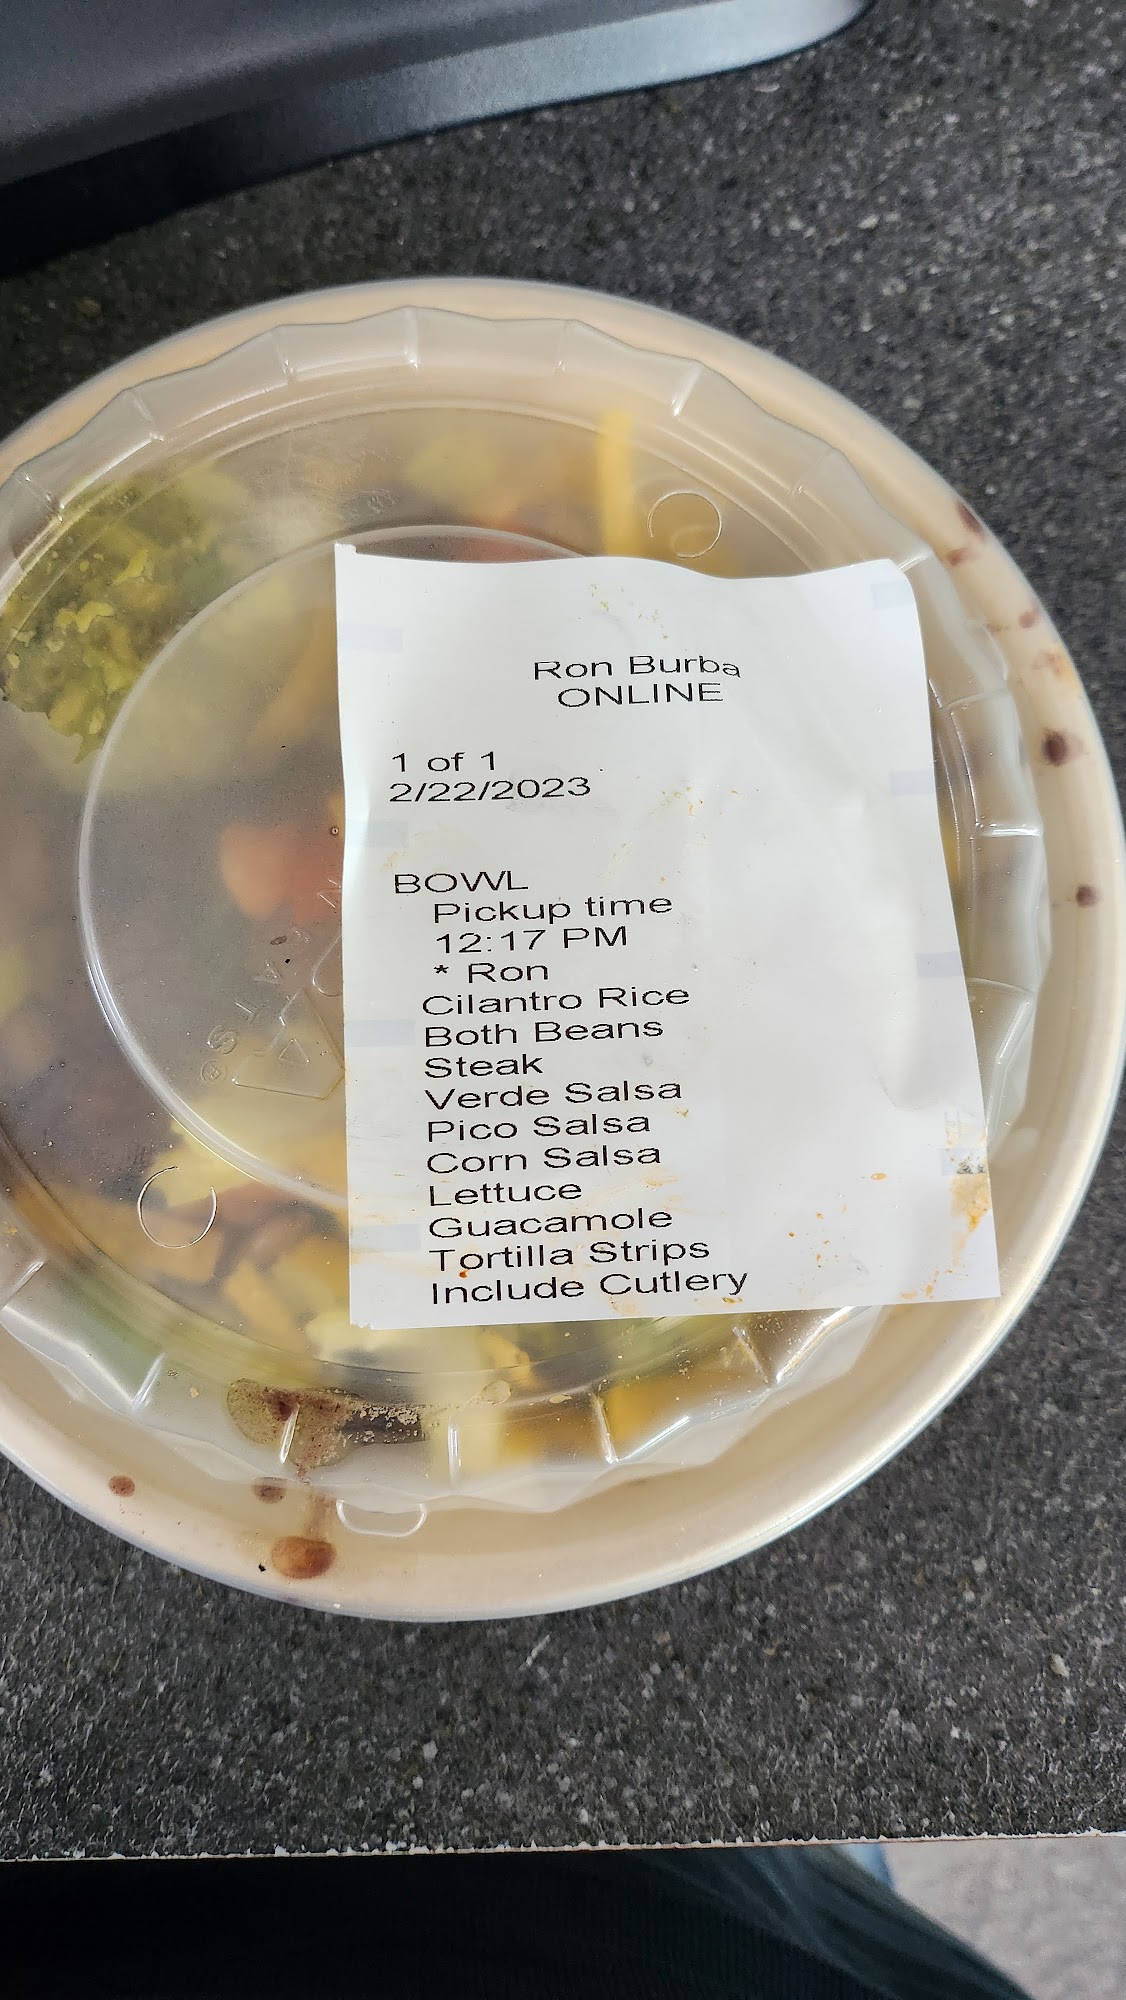 Ron Burba
ONLINE
1 of 1
2/22/2023
BOWL
Pickup time
12:17 PM
* Ron
Cilantro Rice
Both Beans
Steak
Verde Salsa
Pico Salsa
Corn Salsa
Lettuce
Guacamole
Tortilla Strips
Include Cutlery